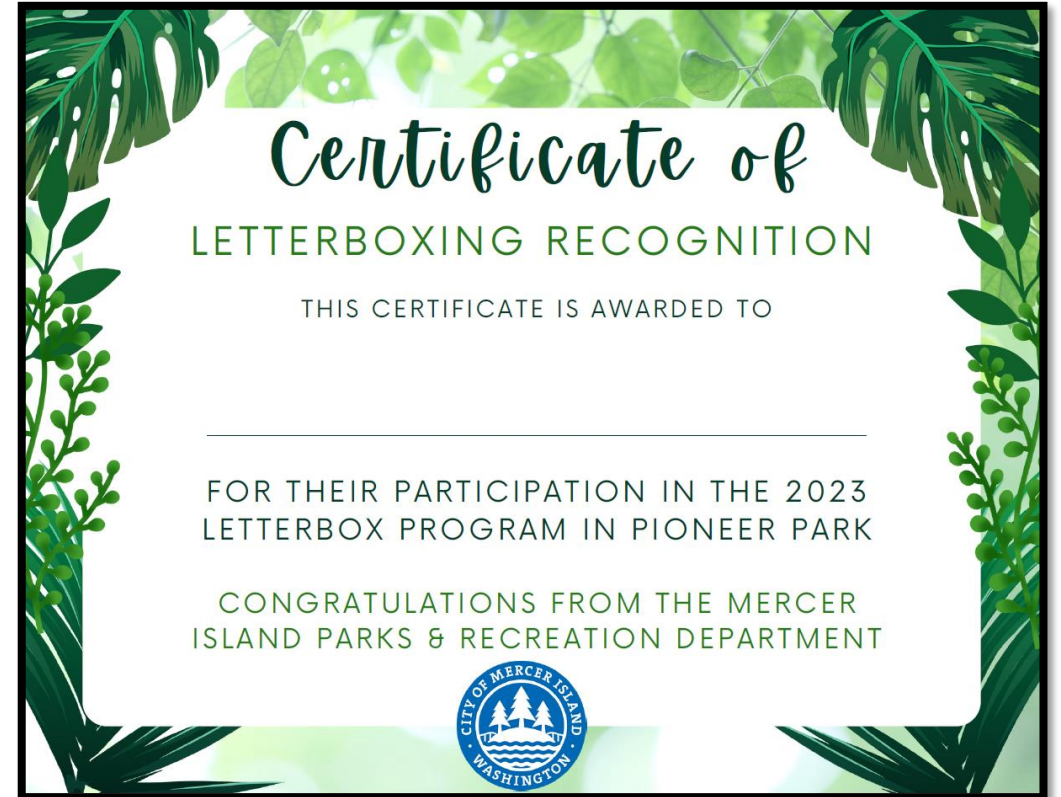 Certificate of
LETTERBOXING RECOGNITION
THIS CERTIFICATE IS AWARDED TO
FOR THEIR PARTICIPATION IN THE 2023
LETTERBOX PROGRAM IN PIONEER PARK
CONGRATULATIONS FROM THE MERCER
ISLAND PARKS & RECREATION DEPARTMENT
CITY OF MERCER ISLAND
WASHINGTON